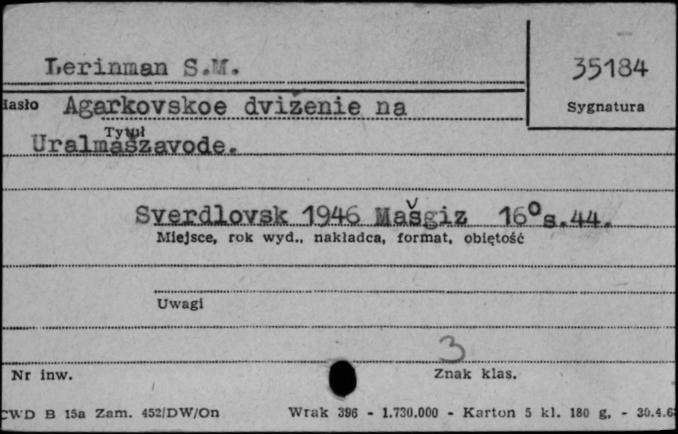 Lerinman S.M.
35184
Hasło Agarkovskoe dviženie na
Sygnatura
Tytuł
Uralmašzavode.
Sverdlovsk 1946 Mašgiz 16° s.44.
Miejsce, rok wyd., nakładca, format, obiętość
Uwagi
3
Nr inw.
Znak klas.
CWD B 15a Zam. 452/DW/On Wrak 396 - 1.730.000 - Karton 5 kl. 180 g, - 30.4.6